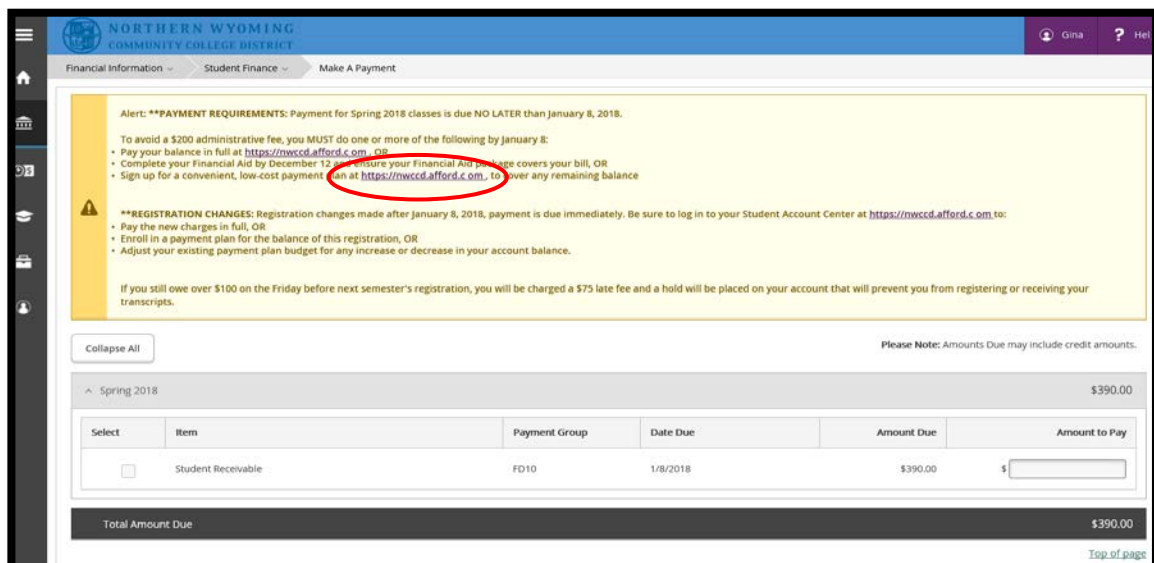 NORTHERN WYOMING
COMMUNITY COLLEGE DISTRICT
Gina
? Hel
Financial Information
Student Finance
Make A Payment
Alert: **PAYMENT REQUIREMENTS: Payment for Spring 2018 classes is due NO LATER than January 8, 2018.
To avoid a $200 administrative fee, you MUST do one or more of the following by January 8:
• Pay your balance in full at https://nwccd.afford.c om , OR
• Complete your Financial Aid by December 12 and ensure your Financial Aid package covers your bill, OR
• Sign up for a convenient, low-cost payment plan at https://nwccd.afford.c om , to cover any remaining balance
**REGISTRATION CHANGES: Registration changes made after January 8, 2018, payment is due immediately. Be sure to log in to your Student Account Center at https://nwccd.afford.c om to:
• Pay the new charges in full, OR
• Enroll in a payment plan for the balance of this registration, OR
• Adjust your existing payment plan budget for any increase or decrease in your account balance.
If you still owe over $100 on the Friday before next semester's registration, you will be charged a $75 late fee and a hold will be placed on your account that will prevent you from registering or receiving your
transcripts.
Collapse All
Please Note: Amounts Due may include credit amounts.
Spring 2018 $390.00
Select Item Payment Group Date Due Amount Due Amount to Pay
Student Receivable FD10 1/8/2018 $390.00 $
Total Amount Due $390.00
Top of page